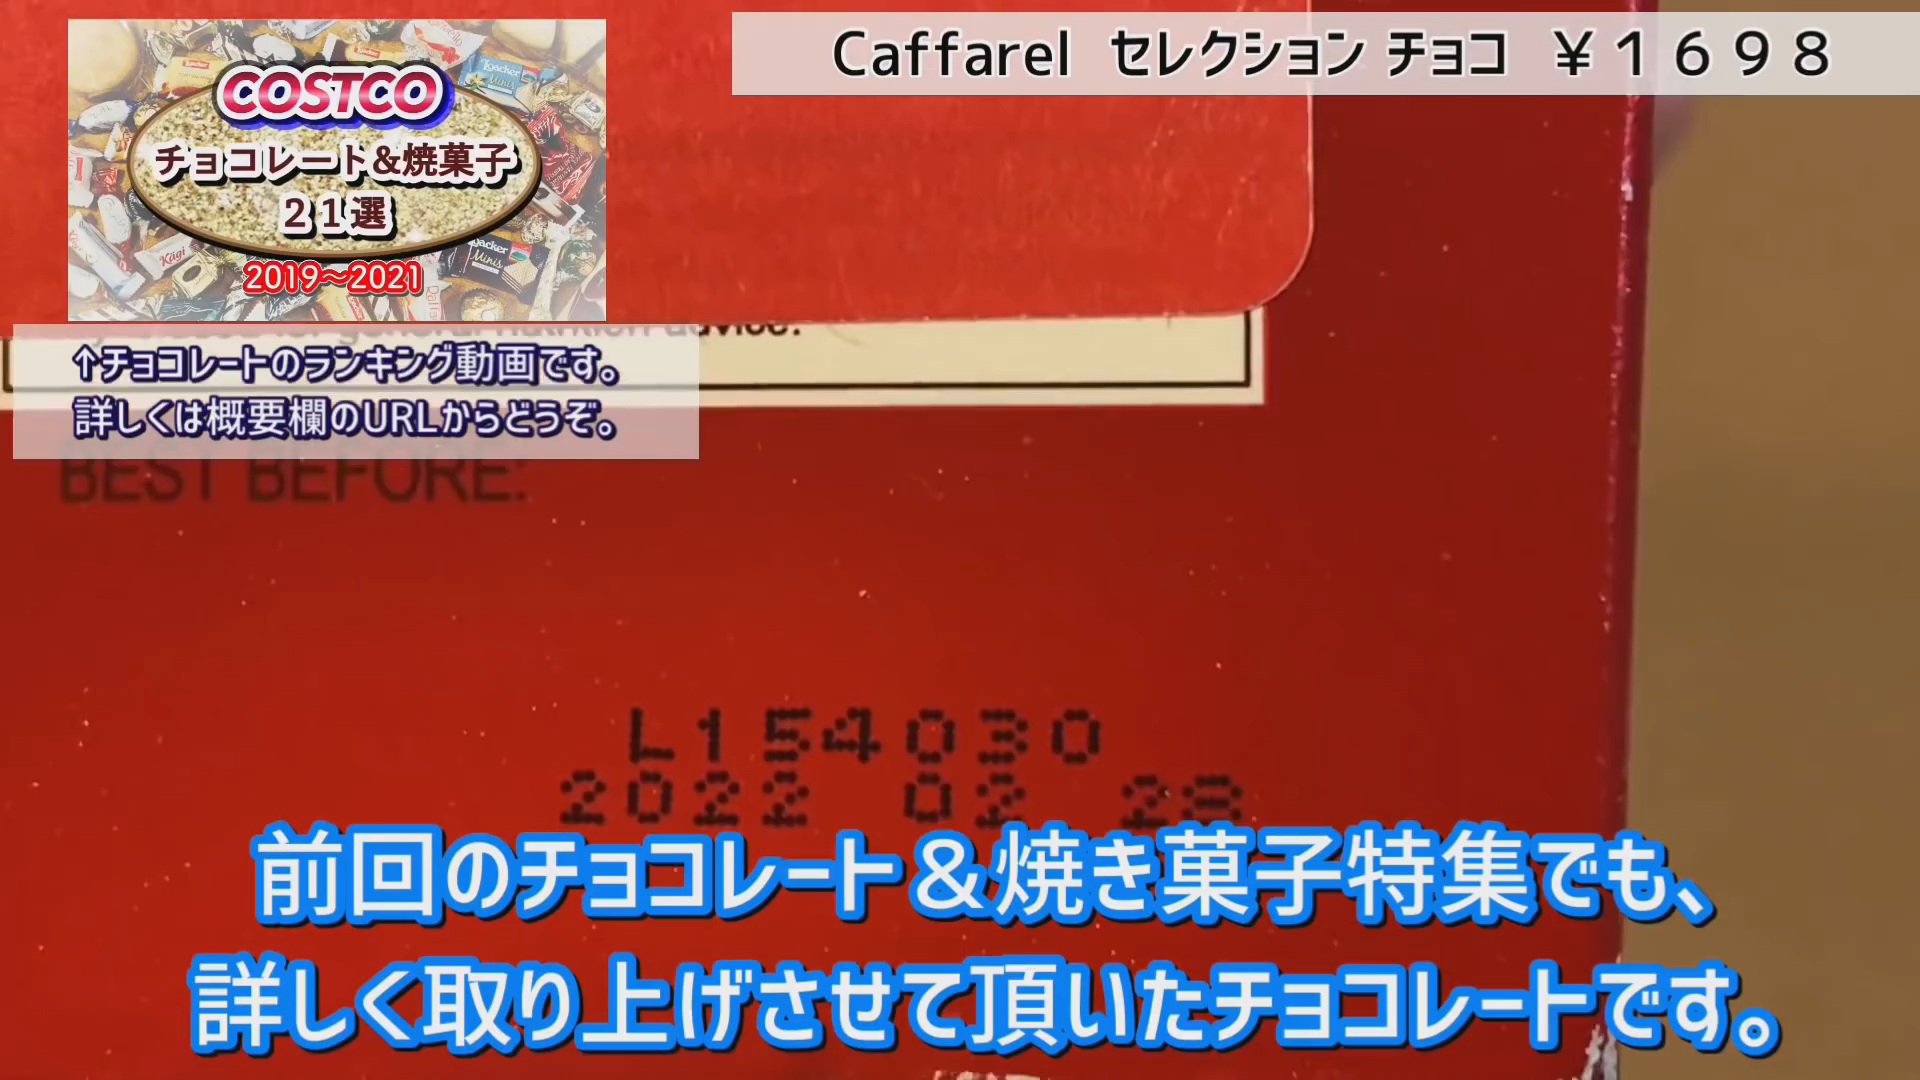 Caffarel セレクション チョコ ￥１６９８
COSTCO
チョコレート&焼菓子
２１選
2019〜2021
Loacker
Minis
Kägi
Loacker
Minis
↑チョコレートのランキング動画です。
詳しくは概要欄のURLからどうぞ。
BEST BEFORE:
L154030
2022 02 28
前回のチョコレート＆焼き菓子特集でも、
詳しく取り上げさせて頂いたチョコレートです。